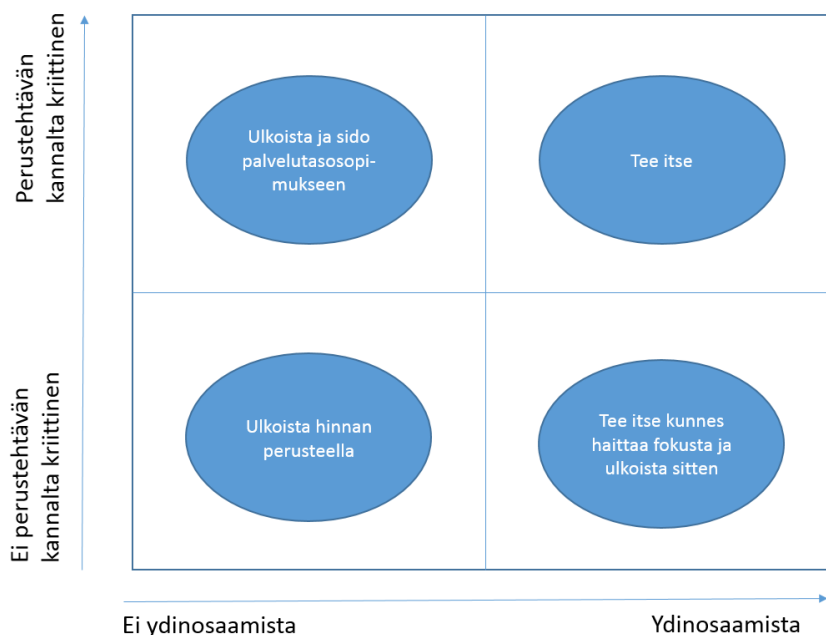 Perustehtävän
kannalta kriittinen
Ulkoista ja sido
palvelutasosopi-
mukseen
Tee itse
Ei perustehtävän
kannalta kriittinen
Ulkoista hinnan
perusteella
Tee itse kunnes
haittaa fokusta ja
ulkoista sitten
Ei ydinosaamista
Ydinosaamista